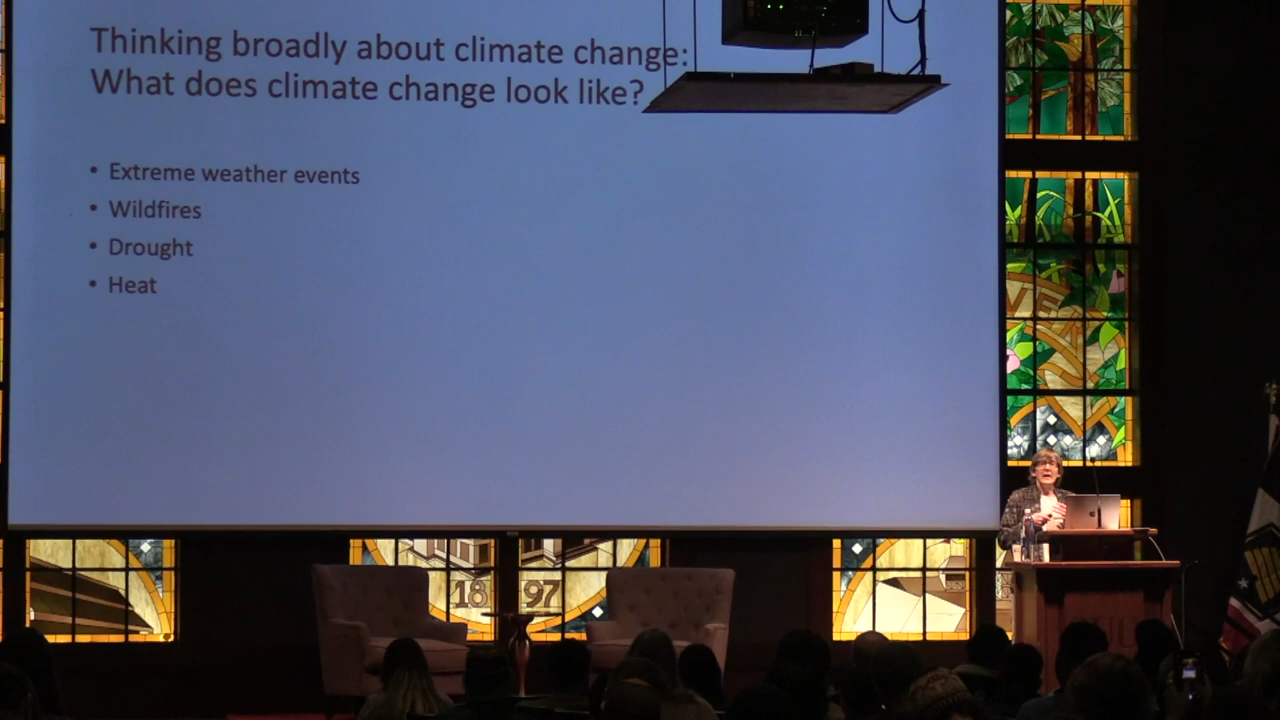 Thinking broadly about climate change:
What does climate change look like?
• Extreme weather events
• Wildfires
• Drought
• Heat
18 97